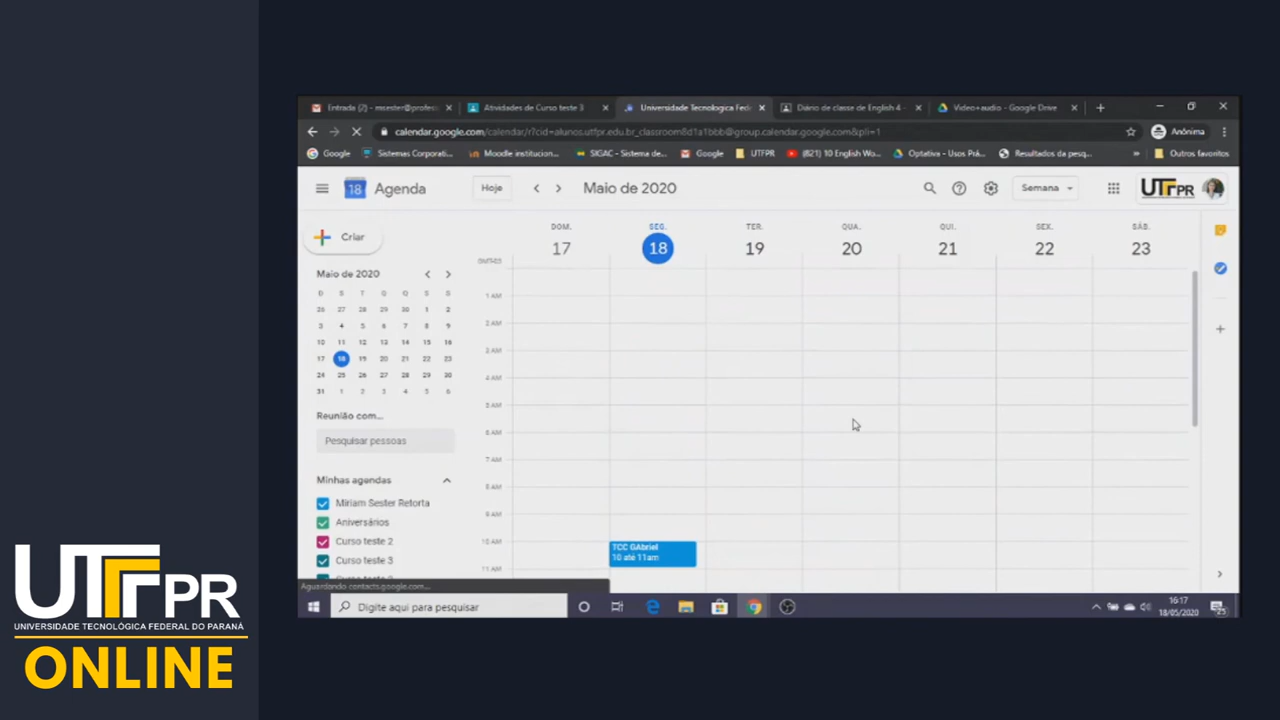 Entrada (2) - msester@profes
Atividades de Curso teste 3
Universidade Tecnologica Fede
Diário de classe de English 4 -
Video+audio - Google Drive
calendar.google.com/calendar/r?cid=alunos.utfpr.edu.br_classroom8d1a1bbb@group.calendar.google.com&pli=1
Anônima
Google
Sistemas Corporati...
Moodle institucion...
SIGAC - Sistema de...
Google
UTFPR
(821) 10 English Wo...
Optativa - Usos Prá...
Resultados da pesq...
»
Outros favoritos
18 Agenda
Hoje
Maio de 2020
Semana
UTFPR
Criar
DOM. SEG. TER. QUA. QUI. SEX. SÁB.
17 18 19 20 21 22 23
GMT-03
Maio de 2020
D S T Q Q S S
26 27 28 29 30 1 2
3 4 5 6 7 8 9
10 11 12 13 14 15 16
17 18 19 20 21 22 23
24 25 26 27 28 29 30
31 1 2 3 4 5 6
1 AM
2 AM
3 AM
4 AM
5 AM
6 AM
7 AM
8 AM
9 AM
10 AM
11 AM
Reunião com...
Pesquisar pessoas
Minhas agendas
Miriam Sester Retorta
Aniversários
Curso teste 2
Curso teste 3
TCC GAbriel
10 até 11am
Aguardando contacts.google.com...
Digite aqui para pesquisar
16:17
18/05/2020
UTFPR
UNIVERSIDADE TECNOLÓGICA FEDERAL DO PARANÁ
ONLINE